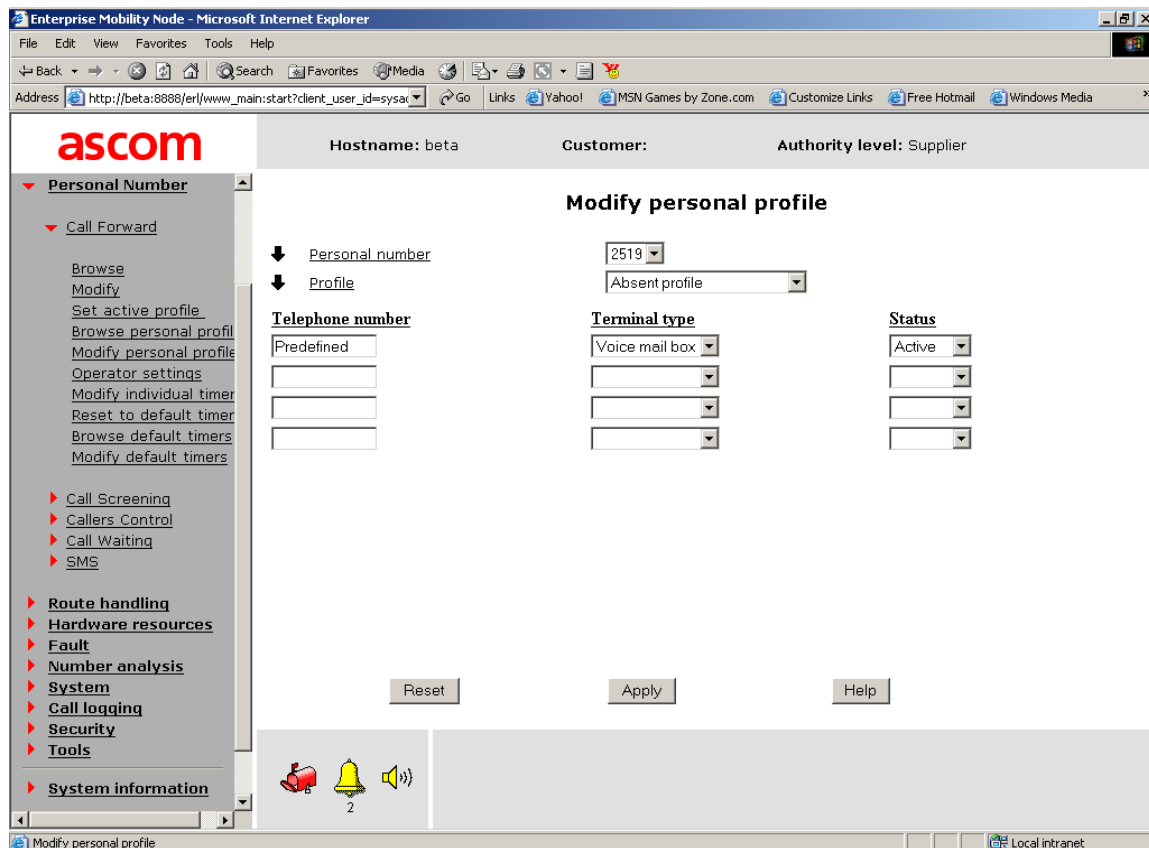 Enterprise Mobility Node - Microsoft Internet Explorer
File Edit View Favorites Tools Help
Back Search Favorites Media
Address http://beta:8888/erl/www_main:start?client_user_id=sysa Go Links Yahoo! MSN Games by Zone.com Customize Links Free Hotmail Windows Media »
ascom
Hostname: beta Customer: Authority level: Supplier
Personal Number
Call Forward
Browse
Modify
Set active profile
Browse personal profil
Modify personal profile
Operator settings
Modify individual timer
Reset to default timer
Browse default timers
Modify default timers
Call Screening
Callers Control
Call Waiting
SMS
Route handling
Hardware resources
Fault
Number analysis
System
Call logging
Security
Tools
System information
Modify personal profile
Personal number 2519
Profile Absent profile
Telephone number Terminal type Status
Predefined Voice mail box Active
Reset Apply Help
2
Modify personal profile Local intranet